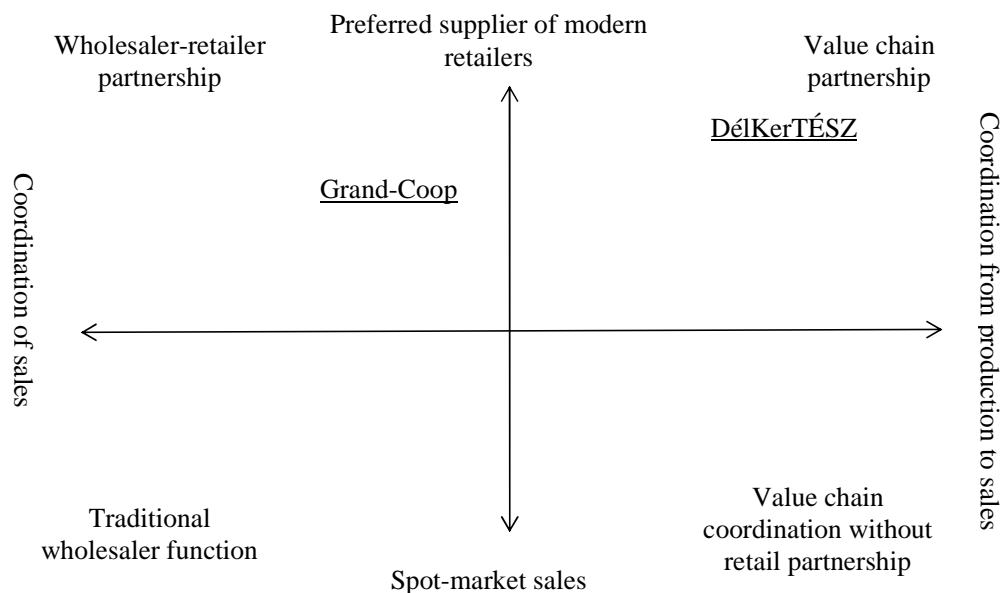 Wholesaler-retailer
partnership
Preferred supplier of modern
retailers
Value chain
partnership
DélKerTÉSZ
Grand-Coop
Coordination of sales
Coordination from production to sales
Traditional
wholesaler function
Value chain
coordination without
retail partnership
Spot-market sales